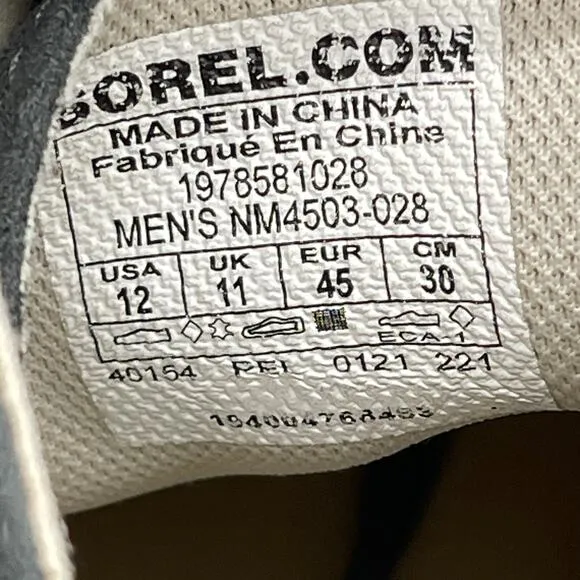 SOREL.COM
MADE IN CHINA
Fabriqué En Chine
1978581028
MEN'S NM4503-028
USA UK EUR CM
12 11 45 30
ECA-1
40154 PEI 0121 221